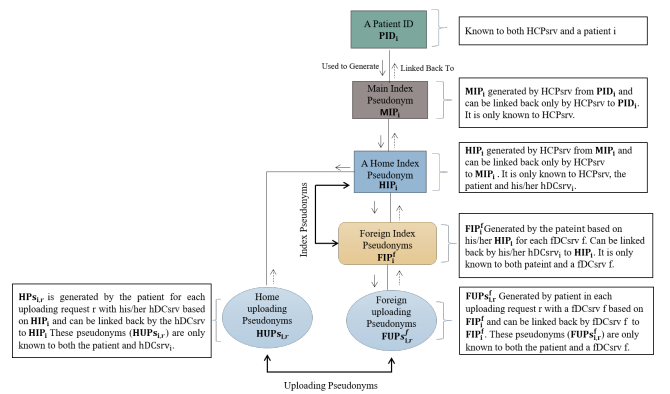 A Patient ID
PIDᵢ
Known to both HCPsrv and a patient i
Used to Generate
Linked Back To
Main Index
Pseudonym
MIPᵢ
MIPᵢ generated by HCPsrv from PIDᵢ and
can be linked back only by HCPsrv to PIDᵢ.
It is only known to HCPsrv.
A Home Index
Pseudonym
HIPᵢ
HIPᵢ generated by HCPsrv from MIPᵢ and
can be linked back only by HCPsrv
to MIPᵢ . It is only known to HCPsrv, the
patient and his/her hDCsrvᵢ.
Index Pseudonyms
Foreign Index
Pseudonyms
FIPᵢᶠ
FIPᵢᶠ Generated by the pateint based on
his/her HIPᵢ for each fDCsrv f. Can be linked
back by his/her hDCsrvᵢ to HIPᵢ. It is only
known to both pateint and a fDCsrv f.
HPsᵢ,ᵣ is generated by the patient for each
uploading request r with his/her hDCsrv based
on HIPᵢ and can be linked back by the hDCsrv
to HIPᵢ These pseudonyms (HUPsᵢ,ᵣ) are only
known to both the patient and hDCsrvᵢ.
Home
uploading
Pseudonyms
HUPsᵢ,ᵣ
Foreign
uploading
Pseudonyms
FUPsᵢ,ᵣᶠ
FUPsᵢ,ᵣᶠ Generated by patient in each
uploading request r with a fDCsrv f based on
FIPᵢᶠ and can be linked back by fDCsrv f to
FIPᵢᶠ. These pseudonyms (FUPsᵢ,ᵣᶠ) are only
known to both the patient and a fDCsrv f.
Uploading Pseudonyms